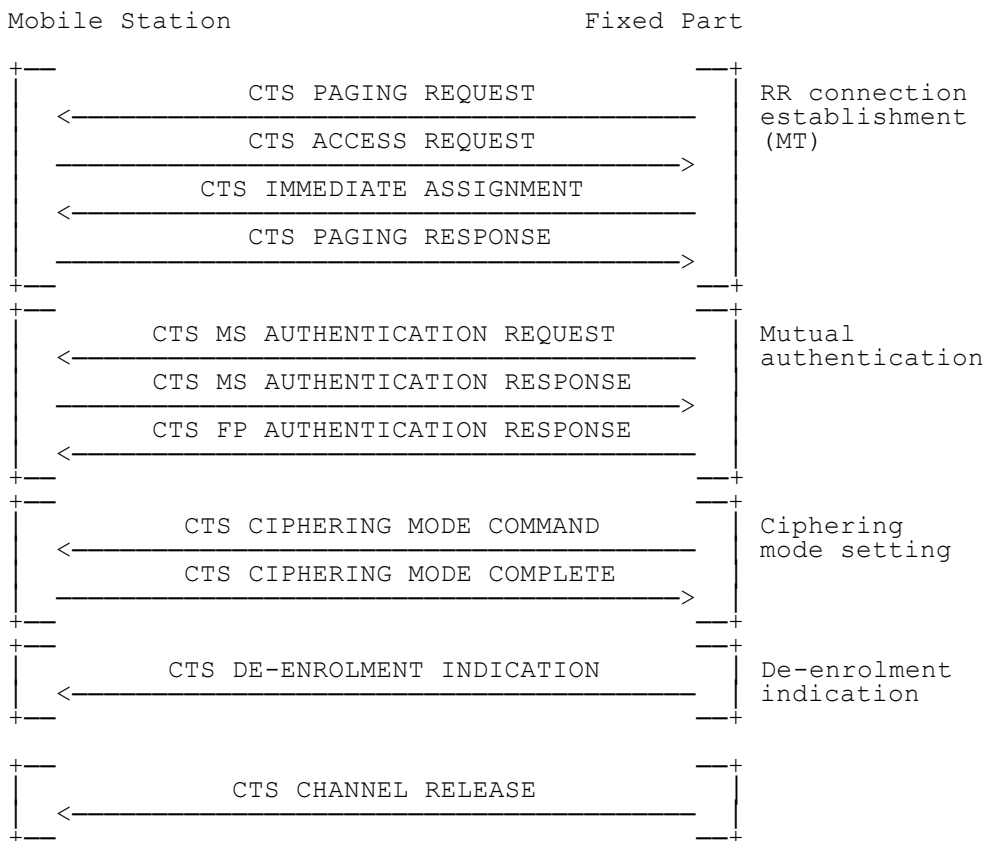 Mobile Station Fixed Part
CTS PAGING REQUEST RR connection
establishment
CTS ACCESS REQUEST (MT)
CTS IMMEDIATE ASSIGNMENT
CTS PAGING RESPONSE
CTS MS AUTHENTICATION REQUEST Mutual
authentication
CTS MS AUTHENTICATION RESPONSE
CTS FP AUTHENTICATION RESPONSE
CTS CIPHERING MODE COMMAND Ciphering
mode setting
CTS CIPHERING MODE COMPLETE
CTS DE-ENROLMENT INDICATION De-enrolment
indication
CTS CHANNEL RELEASE